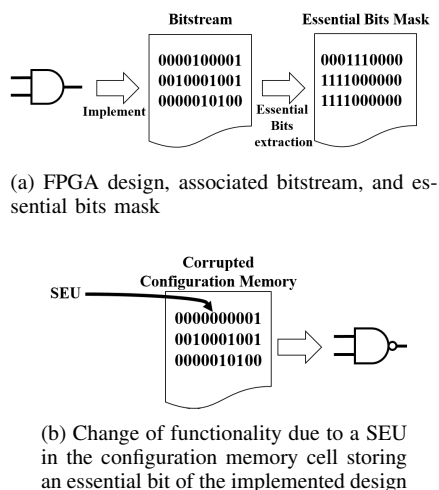 Bitstream
Essential Bits Mask
0000100001
0010001001
0000010100
0001110000
1111000000
1111000000
Implement
Essential
Bits
extraction
(a) FPGA design, associated bitstream, and es-
sential bits mask
Corrupted
Configuration Memory
SEU
0000000001
0010001001
0000010100
(b) Change of functionality due to a SEU
in the configuration memory cell storing
an essential bit of the implemented design